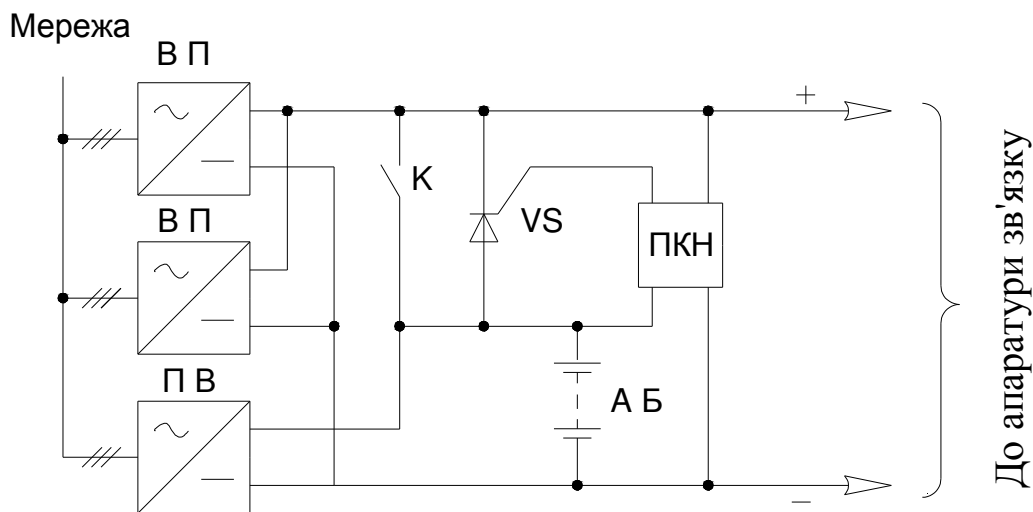 Мережа
В П
+
К
VS
ПКН
В П
П В
А Б
–
До апаратури зв'язку